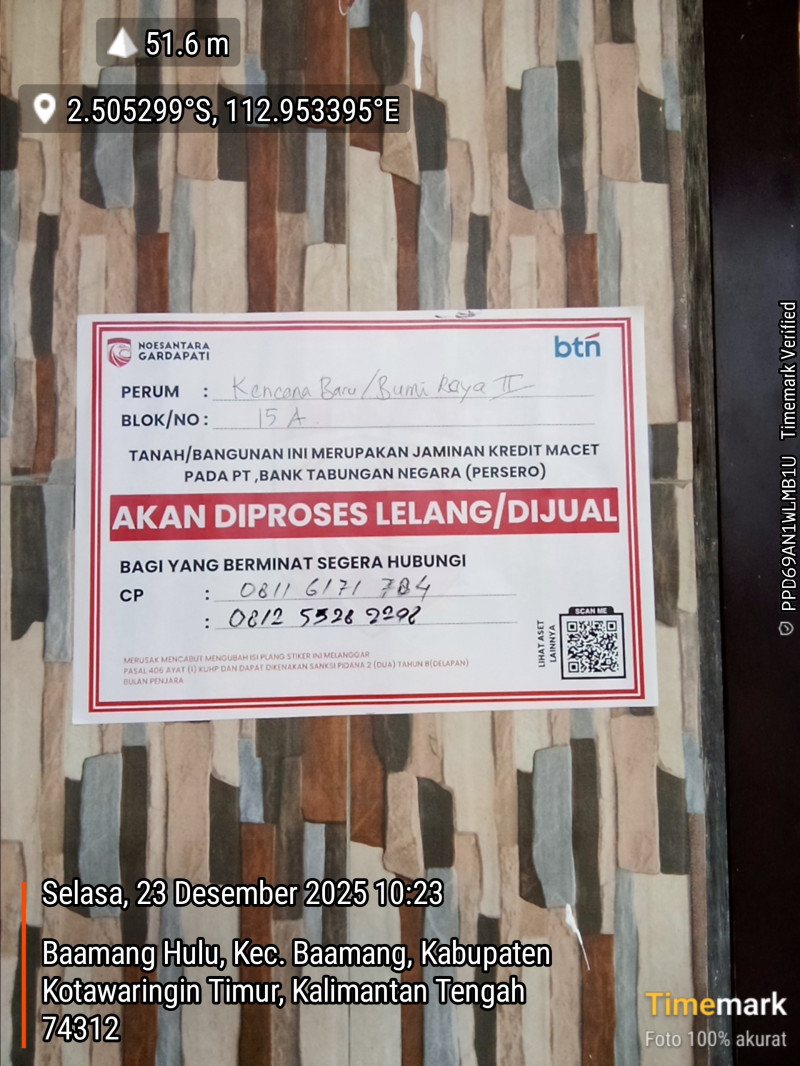 51.6 m
2.505299°S, 112.953395°E
NOESANTARA
GARDAPATI
btn
PERUM : Kencana Baru/Bumi Raya II
BLOK/NO : 15 A
TANAH/BANGUNAN INI MERUPAKAN JAMINAN KREDIT MACET
PADA PT ,BANK TABUNGAN NEGARA (PERSERO)
AKAN DIPROSES LELANG/DIJUAL
BAGI YANG BERMINAT SEGERA HUBUNGI
CP : 0811 6171 784
: 0812 5528 2298
SCAN ME
LIHAT ASET
LAINNYA
MERUSAK MENCABUT MENGUBAH ISI PLANG STIKER INI MELANGGAR
PASAL 406 AYAT (1) KUHP DAN DAPAT DIKENAKAN SANKSI PIDANA 2 (DUA) TAHUN 8(DELAPAN)
BULAN PENJARA
PPD69AN1WLMB1U Timemark Verified
Selasa, 23 Desember 2025 10:23
Baamang Hulu, Kec. Baamang, Kabupaten
Kotawaringin Timur, Kalimantan Tengah
74312
Timemark
Foto 100% akurat